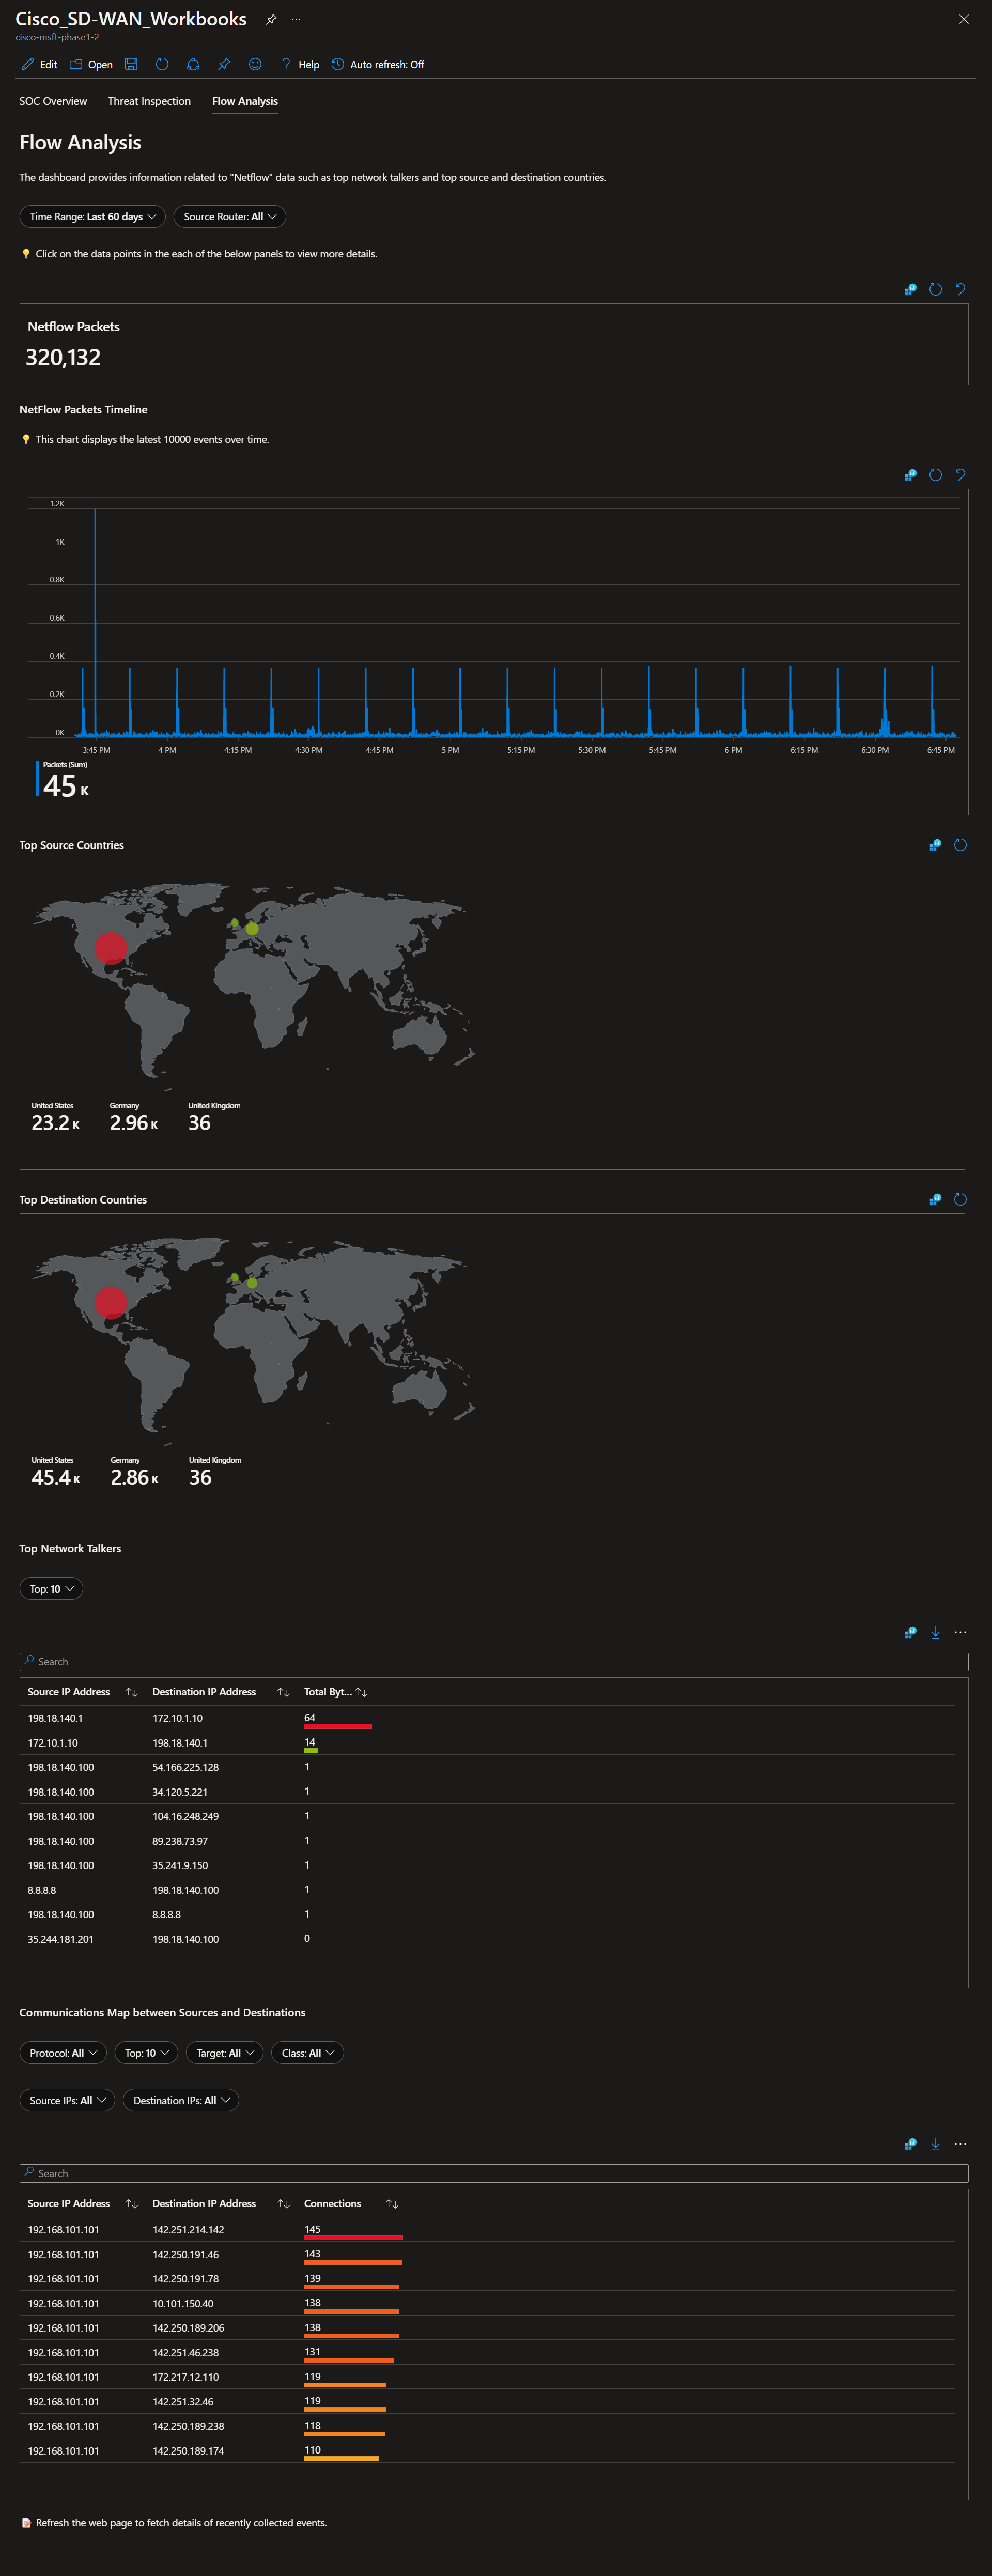 Cisco_SD-WAN_Workbooks
cisco-msft-phase1-2
Edit Open Help Auto refresh: Off
SOC Overview Threat Inspection Flow Analysis
Flow Analysis
The dashboard provides information related to "Netflow" data such as top network talkers and top source and destination countries.
Time Range: Last 60 days Source Router: All
Click on the data points in the each of the below panels to view more details.
Netflow Packets
320,132
NetFlow Packets Timeline
This chart displays the latest 10000 events over time.
1.2K
1K
0.8K
0.6K
0.4K
0.2K
0K
3:45 PM 4 PM 4:15 PM 4:30 PM 4:45 PM 5 PM 5:15 PM 5:30 PM 5:45 PM 6 PM 6:15 PM 6:30 PM 6:45 PM
Packets (Sum)
45 K
Top Source Countries
United States Germany United Kingdom
23.2 K 2.96 K 36
Top Destination Countries
United States Germany United Kingdom
45.4 K 2.86 K 36
Top Network Talkers
Top: 10
Search
Source IP Address Destination IP Address Total Byt...
198.18.140.1 172.10.1.10 64
172.10.1.10 198.18.140.1 14
198.18.140.100 54.166.225.128 1
198.18.140.100 34.120.5.221 1
198.18.140.100 104.16.248.249 1
198.18.140.100 89.238.73.97 1
198.18.140.100 35.241.9.150 1
8.8.8.8 198.18.140.100 1
198.18.140.100 8.8.8.8 1
35.244.181.201 198.18.140.100 0
Communications Map between Sources and Destinations
Protocol: All Top: 10 Target: All Class: All
Source IPs: All Destination IPs: All
Search
Source IP Address Destination IP Address Connections
192.168.101.101 142.251.214.142 145
192.168.101.101 142.250.191.46 143
192.168.101.101 142.250.191.78 139
192.168.101.101 10.101.150.40 138
192.168.101.101 142.250.189.206 138
192.168.101.101 142.251.46.238 131
192.168.101.101 172.217.12.110 119
192.168.101.101 142.251.32.46 119
192.168.101.101 142.250.189.238 118
192.168.101.101 142.250.189.174 110
Refresh the web page to fetch details of recently collected events.